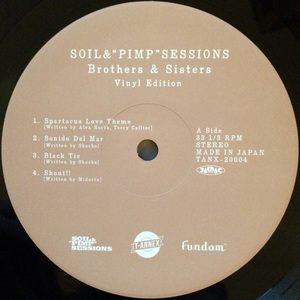 SOIL&"PIMP"SESSIONS
Brothers & Sisters
Vinyl Edition
1. Spartacus Love Theme
[Written by Alex North, Terry Callier]
2. Sonido Del Mar
[Written by Shacho]
3. Black Tie
[Written by Shacho]
4. Shout!!
[Written by Midorin]
A Side
33 1/3 RPM
STEREO
MADE IN JAPAN
TANX-20004
SOIL&
"PIMP"
SESSIONS
T-ANNEX
Fundom